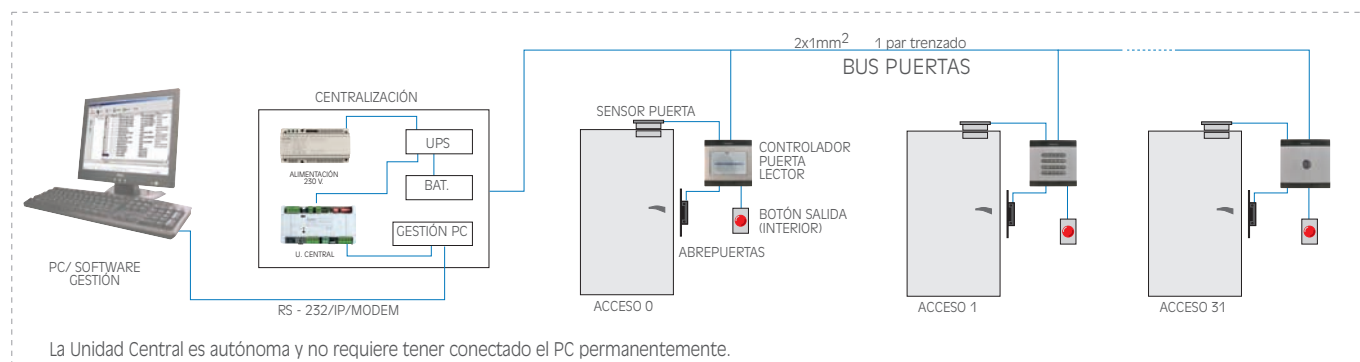 2x1mm2 1 par trenzado
BUS PUERTAS
CENTRALIZACIÓN
SENSOR PUERTA
UPS
ALIMENTACIÓN
230 V.
BAT.
CONTROLADOR
PUERTA
LECTOR
GESTIÓN PC
U. CENTRAL
BOTÓN SALIDA
(INTERIOR)
ABREPUERTAS
PC/ SOFTWARE
GESTIÓN
RS - 232/IP/MODEM
ACCESO 0
ACCESO 1
ACCESO 31
La Unidad Central es autónoma y no requiere tener conectado el PC permanentemente.